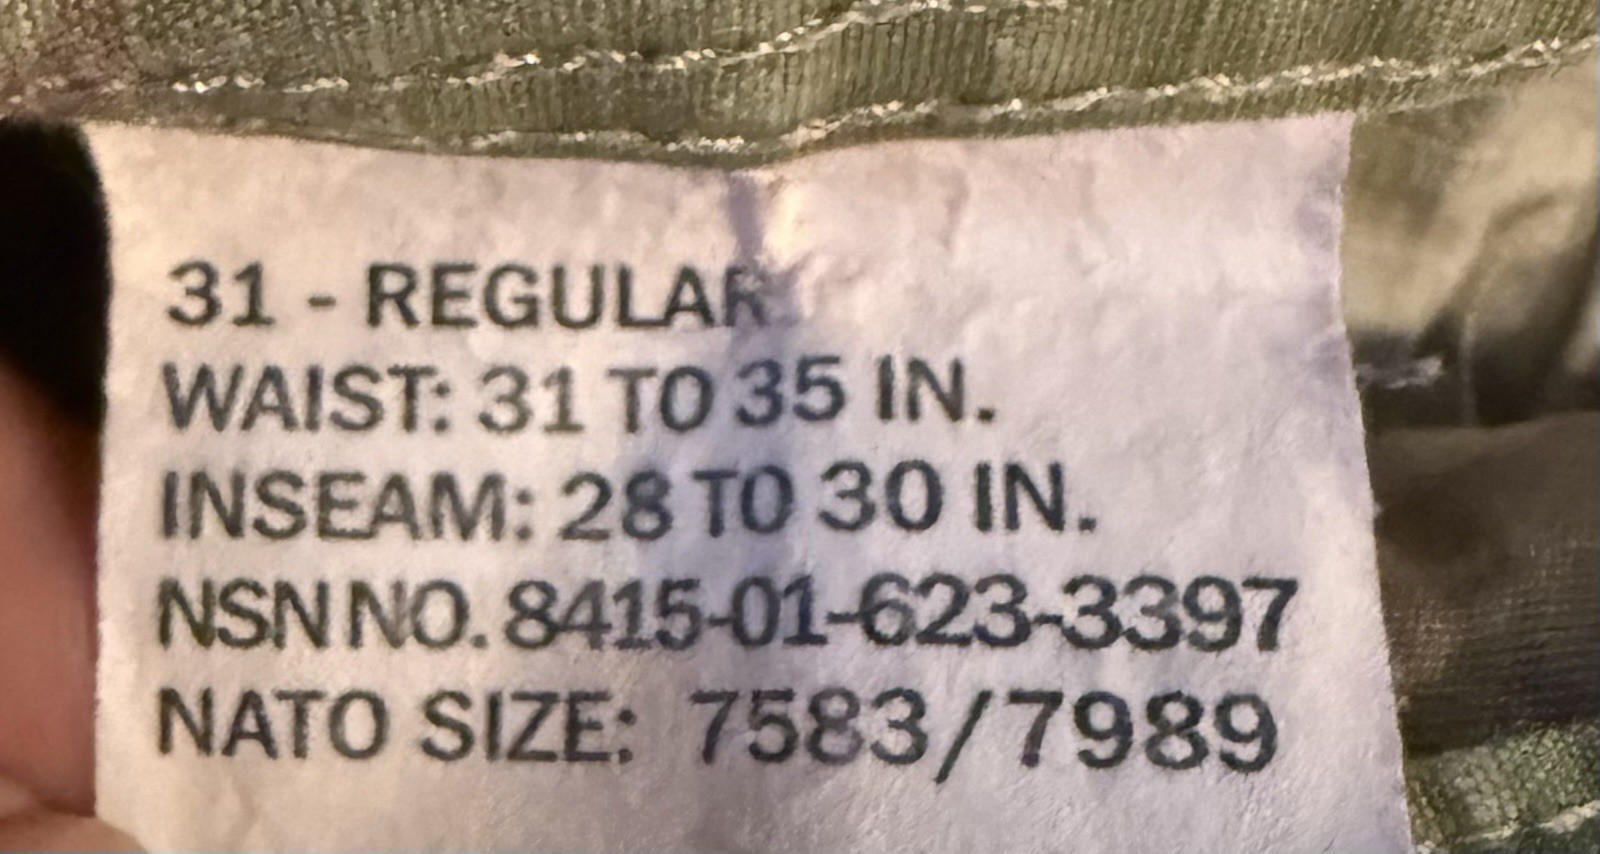 31 - REGULAR
WAIST: 31 TO 35 IN.
INSEAM: 28 TO 30 IN.
NSN NO. 8415-01-623-3397
NATO SIZE: 7583/7989